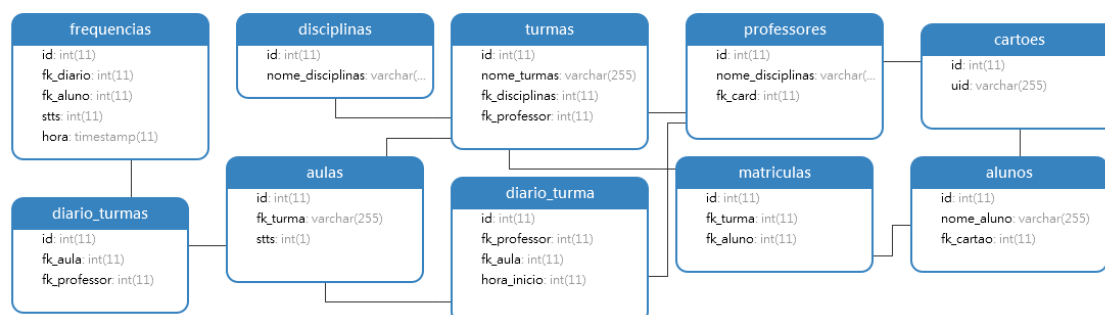 frequencias
id: int(11)
fk_diario: int(11)
fk_aluno: int(11)
stts: int(11)
hora: timestamp(11)
disciplinas
id: int(11)
nome_disciplinas: varchar(...
turmas
id: int(11)
nome_turmas: varchar(255)
fk_disciplinas: int(11)
fk_professor: int(11)
professores
id: int(11)
nome_disciplinas: varchar(...
fk_card: int(11)
cartoes
id: int(11)
uid: varchar(255)
diario_turmas
id: int(11)
fk_aula: int(11)
fk_professor: int(11)
aulas
id: int(11)
fk_turma: varchar(255)
stts: int(1)
diario_turma
id: int(11)
fk_professor: int(11)
fk_aula: int(11)
hora_inicio: int(11)
matriculas
id: int(11)
fk_turma: int(11)
fk_aluno: int(11)
alunos
id: int(11)
nome_aluno: varchar(255)
fk_cartao: int(11)